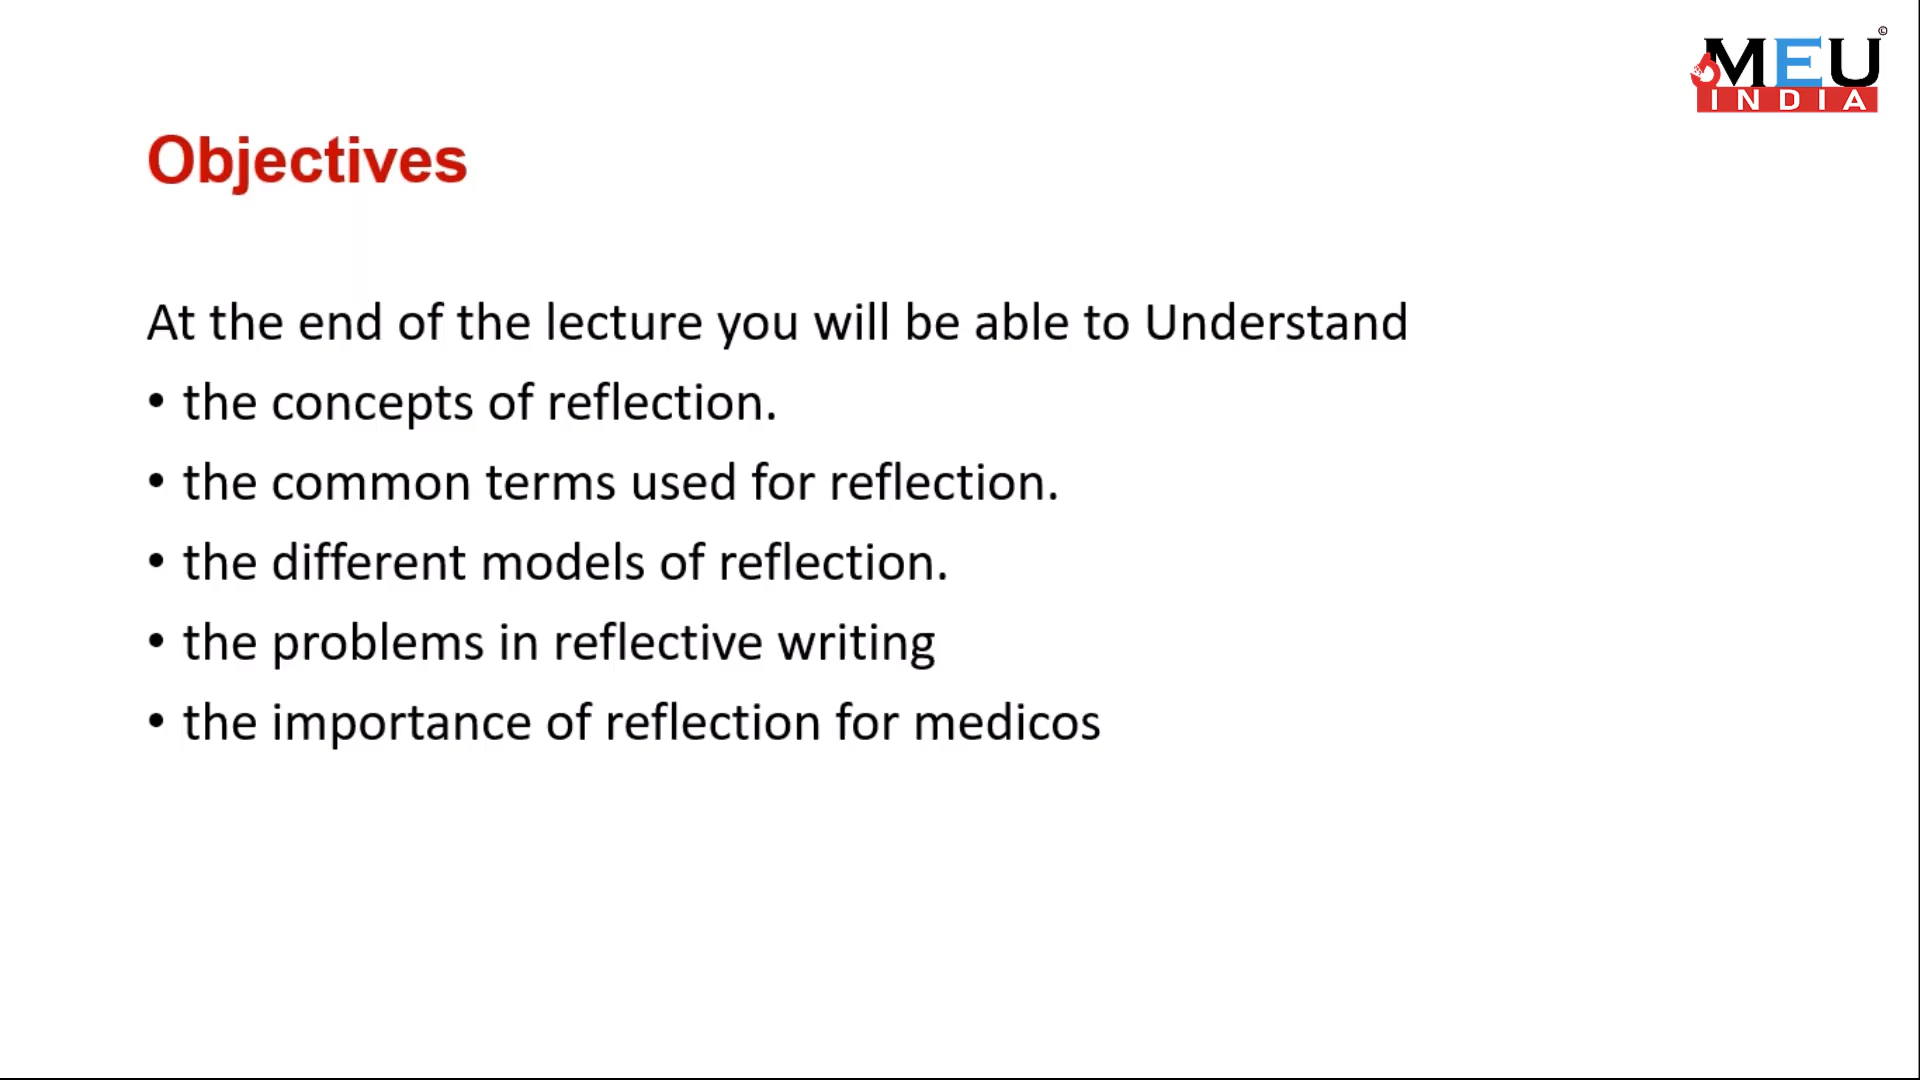 MEU
INDIA
©
Objectives
At the end of the lecture you will be able to Understand
• the concepts of reflection.
• the common terms used for reflection.
• the different models of reflection.
• the problems in reflective writing
• the importance of reflection for medicos